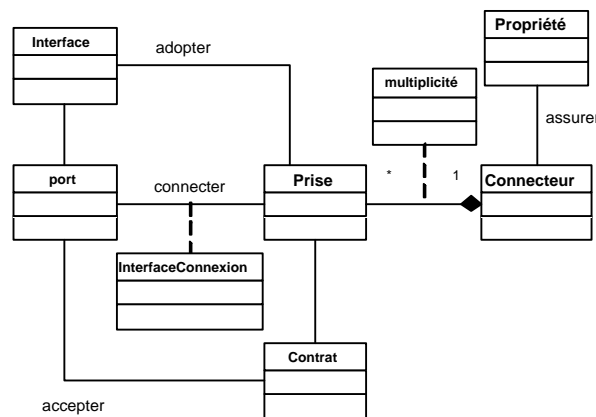 Propriété
Interface
adopter
multiplicité
assurer
port
connecter
Prise
*
1
Connecteur
InterfaceConnexion
Contrat
accepter